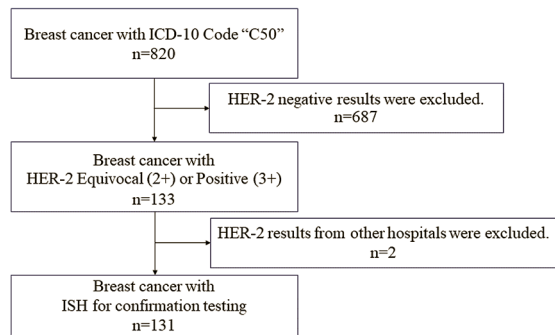 Breast cancer with ICD-10 Code “C50”
n=820
HER-2 negative results were excluded.
n=687
Breast cancer with
HER-2 Equivocal (2+) or Positive (3+)
n=133
HER-2 results from other hospitals were excluded.
n=2
Breast cancer with
ISH for confirmation testing
n=131